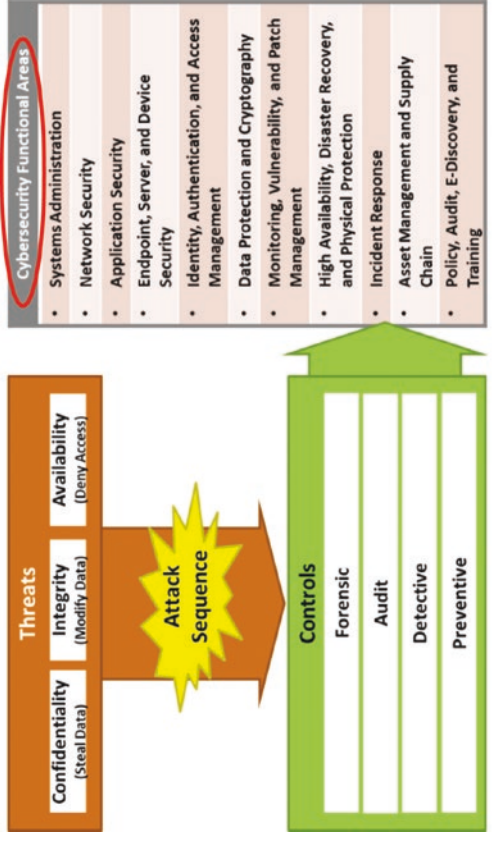 Threats
Confidentiality
(Steal Data)
Integrity
(Modify Data)
Availability
(Deny Access)
Attack
Sequence
Controls
Forensic
Audit
Detective
Preventive
Cybersecurity Functional Areas
• Systems Administration
• Network Security
• Application Security
• Endpoint, Server, and Device
Security
• Identity, Authentication, and Access
Management
• Data Protection and Cryptography
• Monitoring, Vulnerability, and Patch
Management
• High Availability, Disaster Recovery,
and Physical Protection
• Incident Response
• Asset Management and Supply
Chain
• Policy, Audit, E-Discovery, and
Training